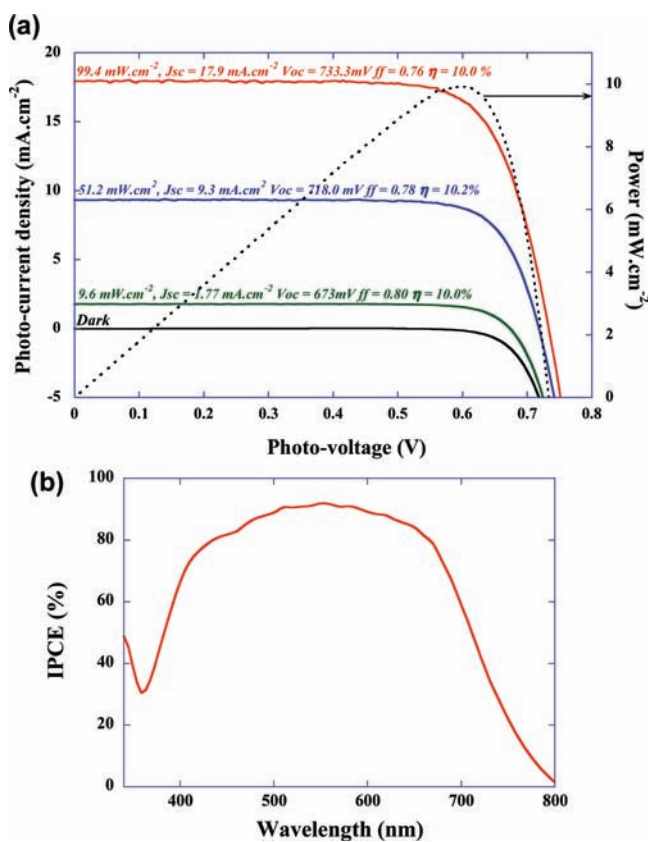 (a)
20
15
10
5
0
-5
Photo-current density (mA.cm-2)
99.4 mW.cm-2, Jsc = 17.9 mA.cm-2 Voc = 733.3mV ff = 0.76 η = 10.0 %
51.2 mW.cm-2, Jsc = 9.3 mA.cm-2 Voc = 718.0 mV ff = 0.78 η = 10.2%
9.6 mW.cm-2, Jsc = 1.77 mA.cm-2 Voc = 673mV ff = 0.80 η = 10.0%
Dark
10
8
6
4
2
0
Power (mW.cm-2)
0 0.1 0.2 0.3 0.4 0.5 0.6 0.7 0.8
Photo-voltage (V)
(b)
100
80
60
40
20
0
IPCE (%)
400 500 600 700 800
Wavelength (nm)